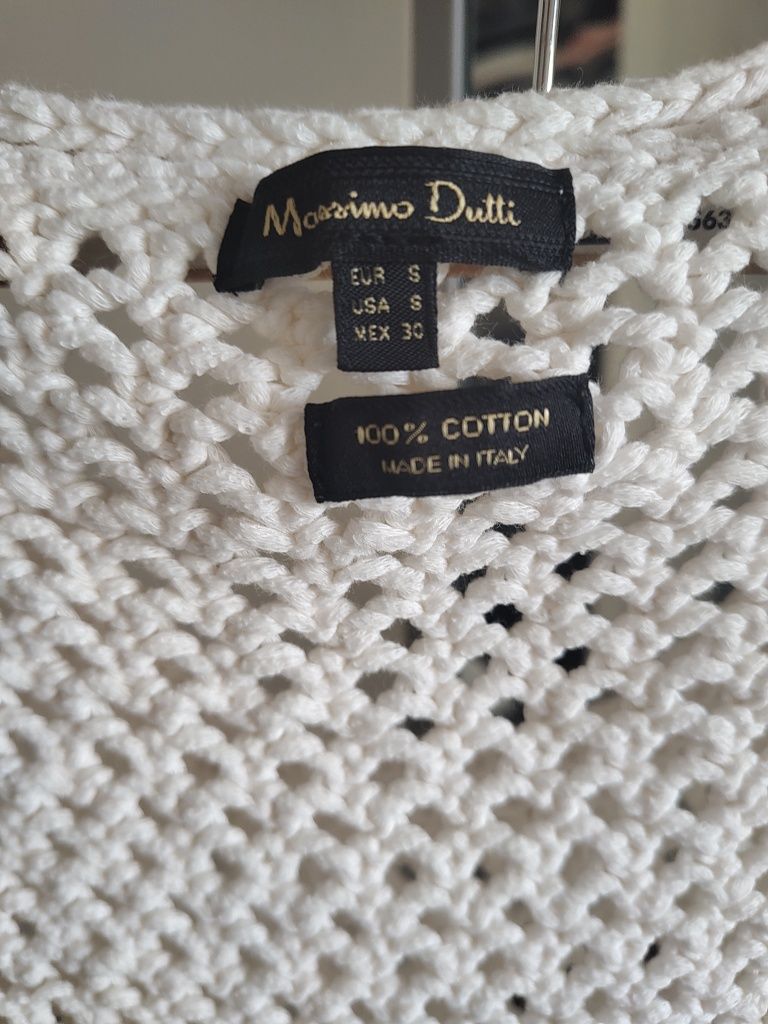 Massimo Dutti
EUR S
USA S
MEX 30
100% COTTON
MADE IN ITALY